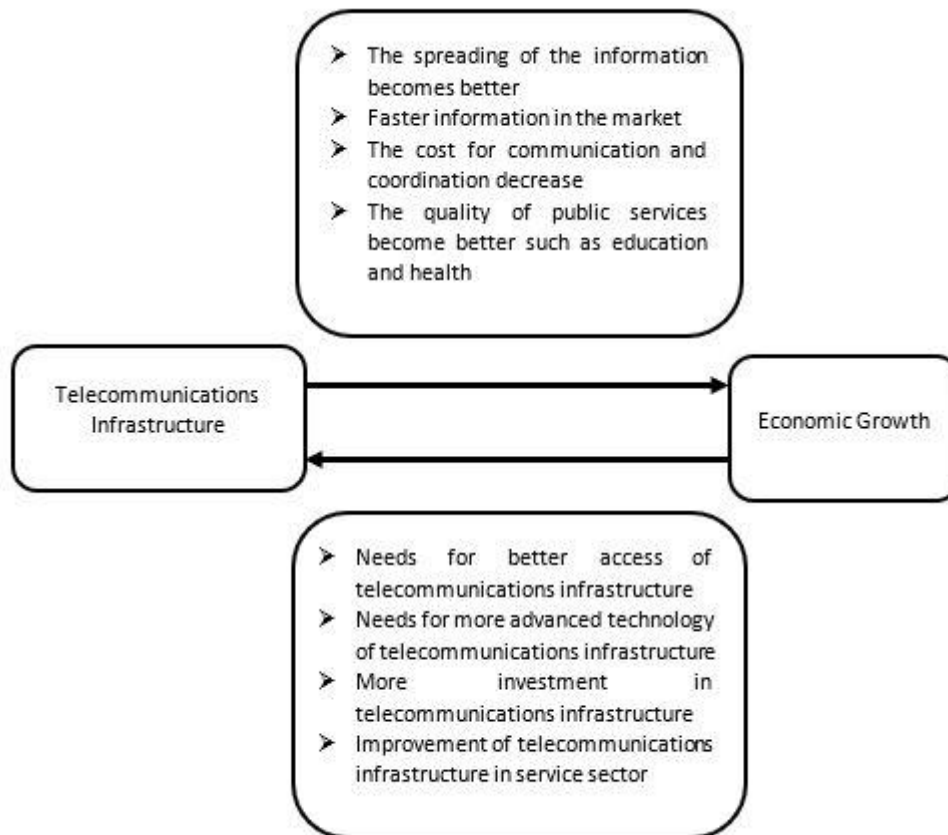 ➢ The spreading of the information
becomes better
➢ Faster information in the market
➢ The cost for communication and
coordination decrease
➢ The quality of public services
become better such as education
and health
Telecommunications
Infrastructure
Economic Growth
➢ Needs for better access of
telecommunications infrastructure
➢ Needs for more advanced technology
of telecommunications infrastructure
➢ More investment in
telecommunications infrastructure
➢ Improvement of telecommunications
infrastructure in service sector